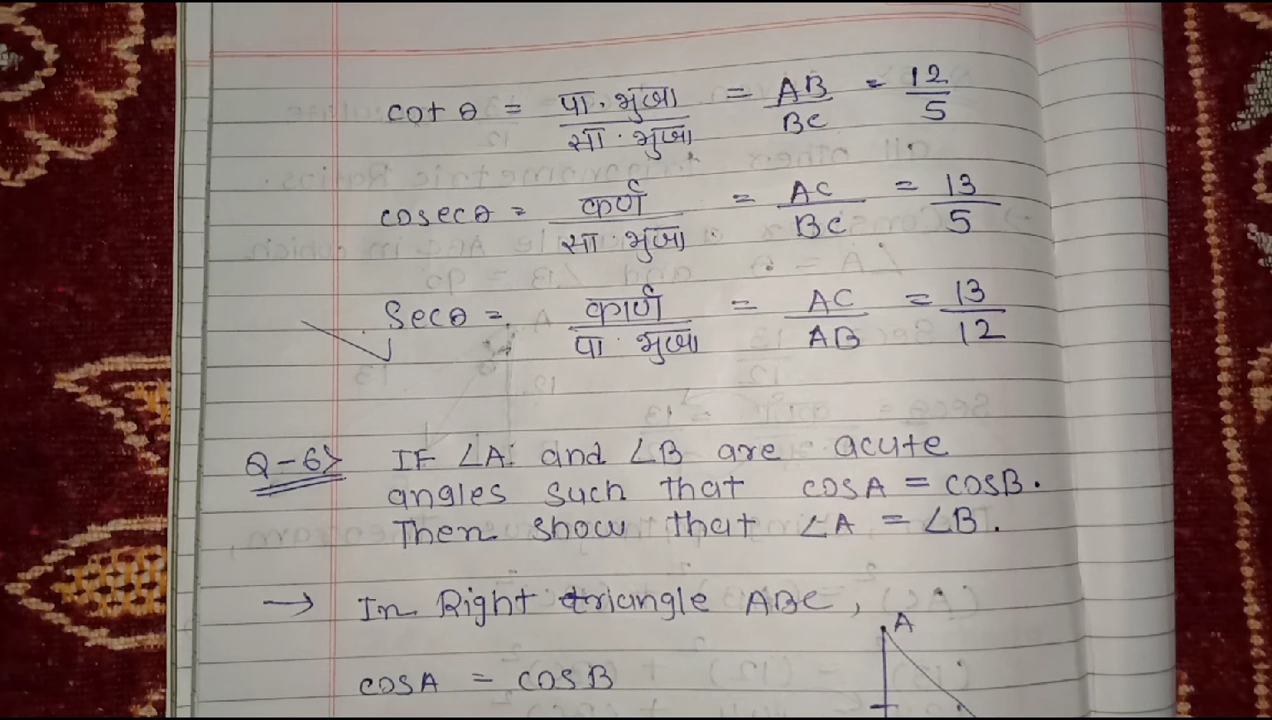 cot θ = पा. भुजा / सा. भुजा = AB / BC = 12 / 5
cosecθ = कर्ण / सा. भुजा = AC / BC = 13 / 5
Secθ = कार्ण / पा. भुजा = AC / AB = 13 / 12
Q-6> IF ∠A and ∠B are acute
angles such that cosA = cosB.
Then show that ∠A = ∠B.
→ In Right triangle ABC,
A
cosA = cosB